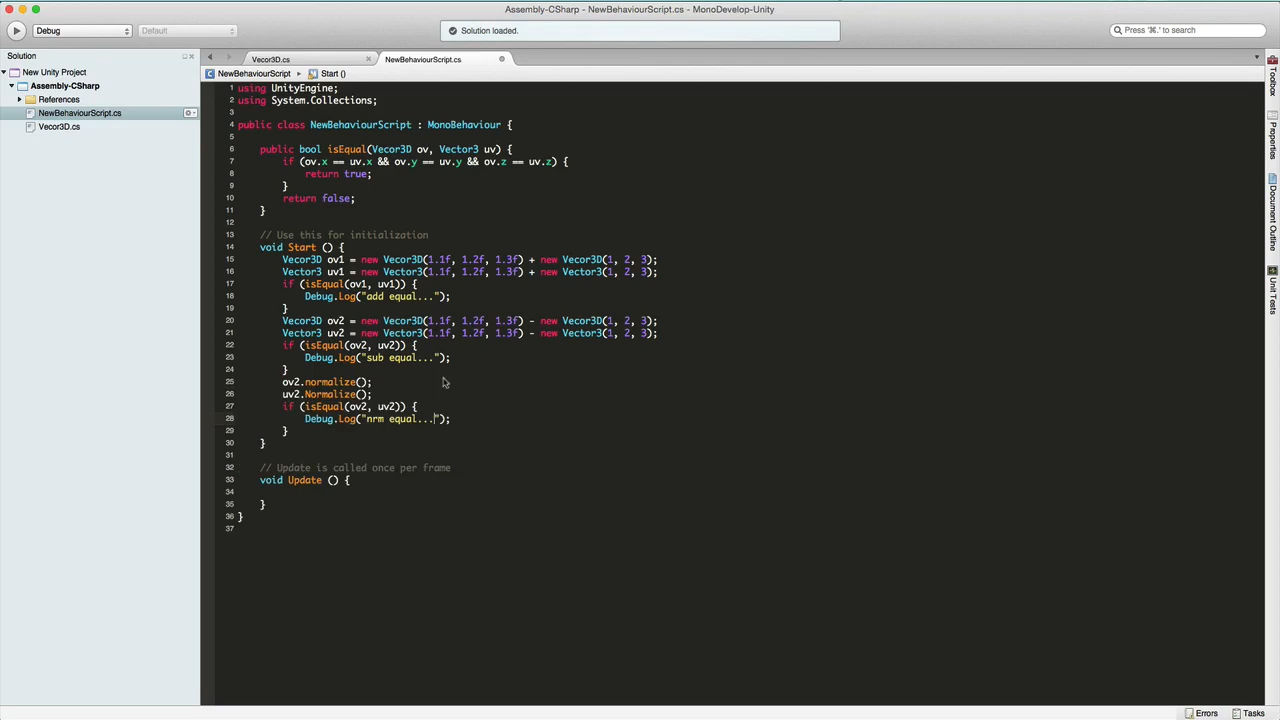 Assembly-CSharp - NewBehaviourScript.cs - MonoDevelop-Unity
Debug
Default
Solution loaded.
Press '⌘.' to search
Solution
New Unity Project
Assembly-CSharp
References
NewBehaviourScript.cs
Vecor3D.cs
Vecor3D.cs
NewBehaviourScript.cs
NewBehaviourScript
Start ()
1 using UnityEngine;
2 using System.Collections;
3
4 public class NewBehaviourScript : MonoBehaviour {
5
6 public bool isEqual(Vecor3D ov, Vector3 uv) {
7 if (ov.x == uv.x && ov.y == uv.y && ov.z == uv.z) {
8 return true;
9 }
10 return false;
11 }
12
13 // Use this for initialization
14 void Start () {
15 Vecor3D ov1 = new Vecor3D(1.1f, 1.2f, 1.3f) + new Vecor3D(1, 2, 3);
16 Vector3 uv1 = new Vector3(1.1f, 1.2f, 1.3f) + new Vector3(1, 2, 3);
17 if (isEqual(ov1, uv1)) {
18 Debug.Log("add equal...");
19 }
20 Vecor3D ov2 = new Vecor3D(1.1f, 1.2f, 1.3f) - new Vecor3D(1, 2, 3);
21 Vector3 uv2 = new Vector3(1.1f, 1.2f, 1.3f) - new Vector3(1, 2, 3);
22 if (isEqual(ov2, uv2)) {
23 Debug.Log("sub equal...");
24 }
25 ov2.normalize();
26 uv2.Normalize();
27 if (isEqual(ov2, uv2)) {
28 Debug.Log("nrm equal...");
29 }
30 }
31
32 // Update is called once per frame
33 void Update () {
34
35 }
36 }
37
Toolbox
Properties
Document Outline
Unit Tests
Errors
Tasks